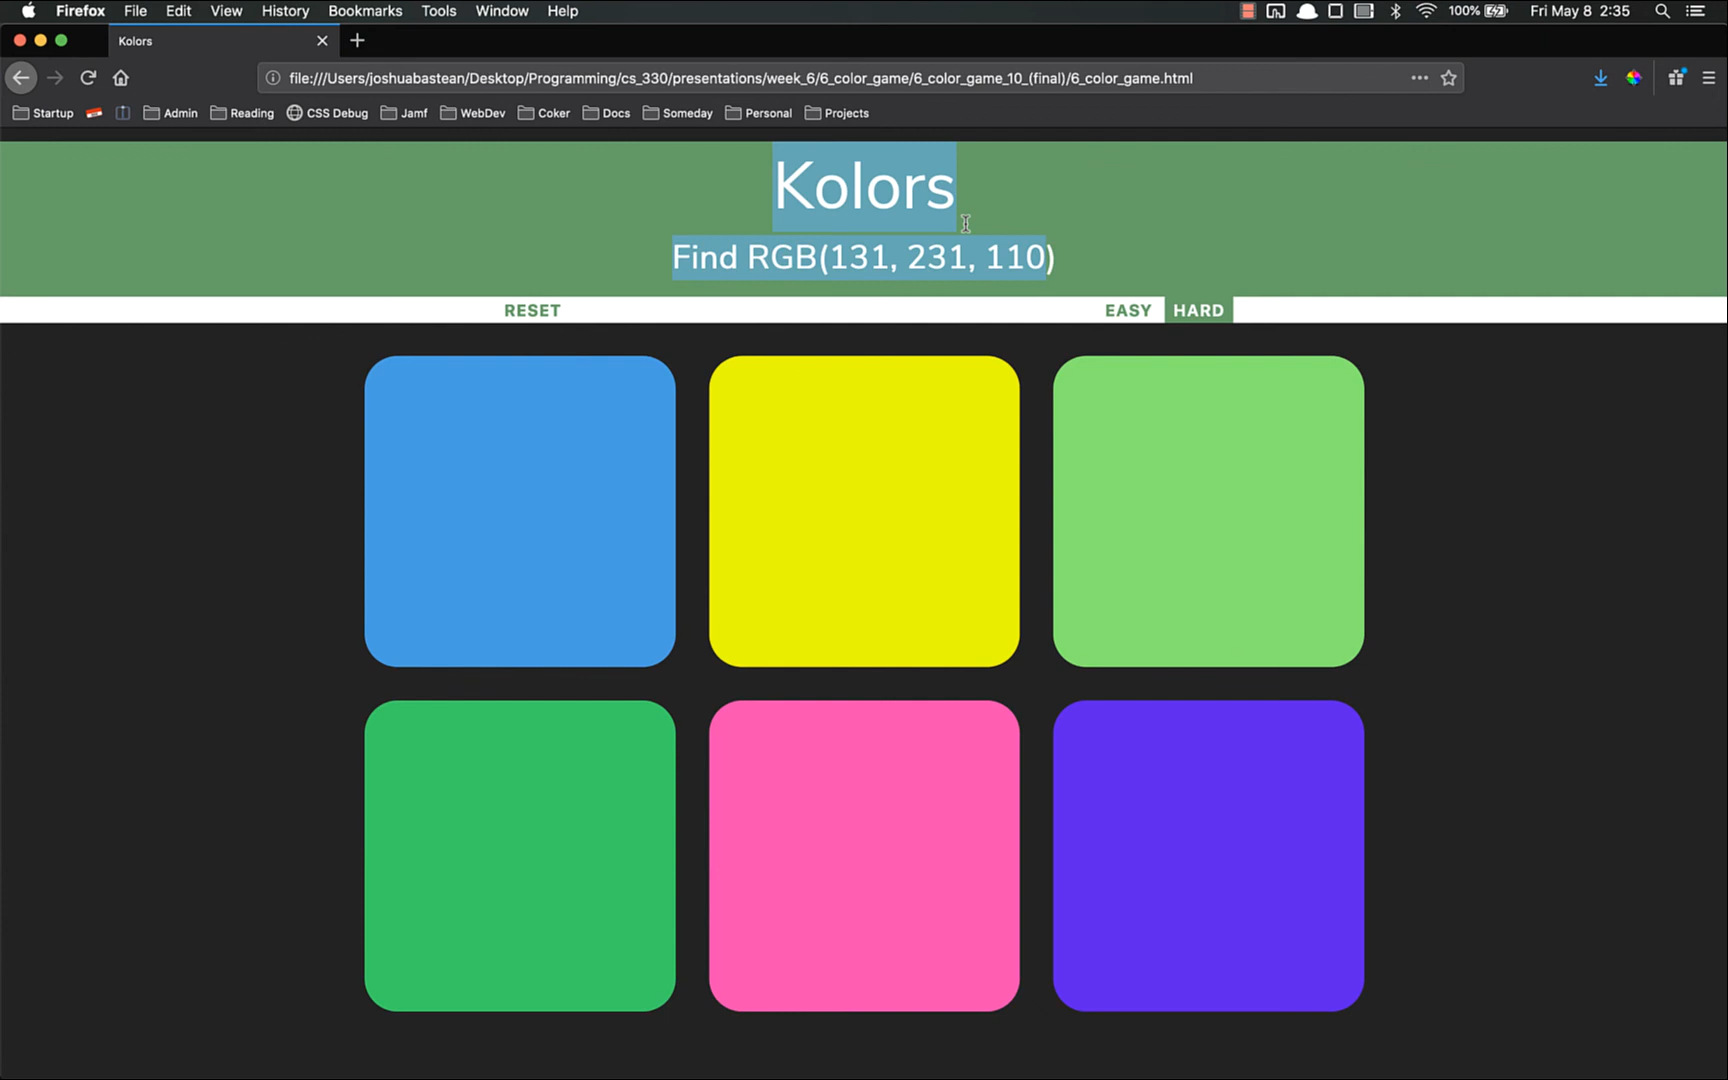 Firefox File Edit View History Bookmarks Tools Window Help 100% Fri May 8 2:35
Kolors
file:///Users/joshuabastean/Desktop/Programming/cs_330/presentations/week_6/6_color_game/6_color_game_10_(final)/6_color_game.html
Startup Admin Reading CSS Debug Jamf WebDev Coker Docs Someday Personal Projects
Kolors
Find RGB(131, 231, 110)
RESET EASY HARD